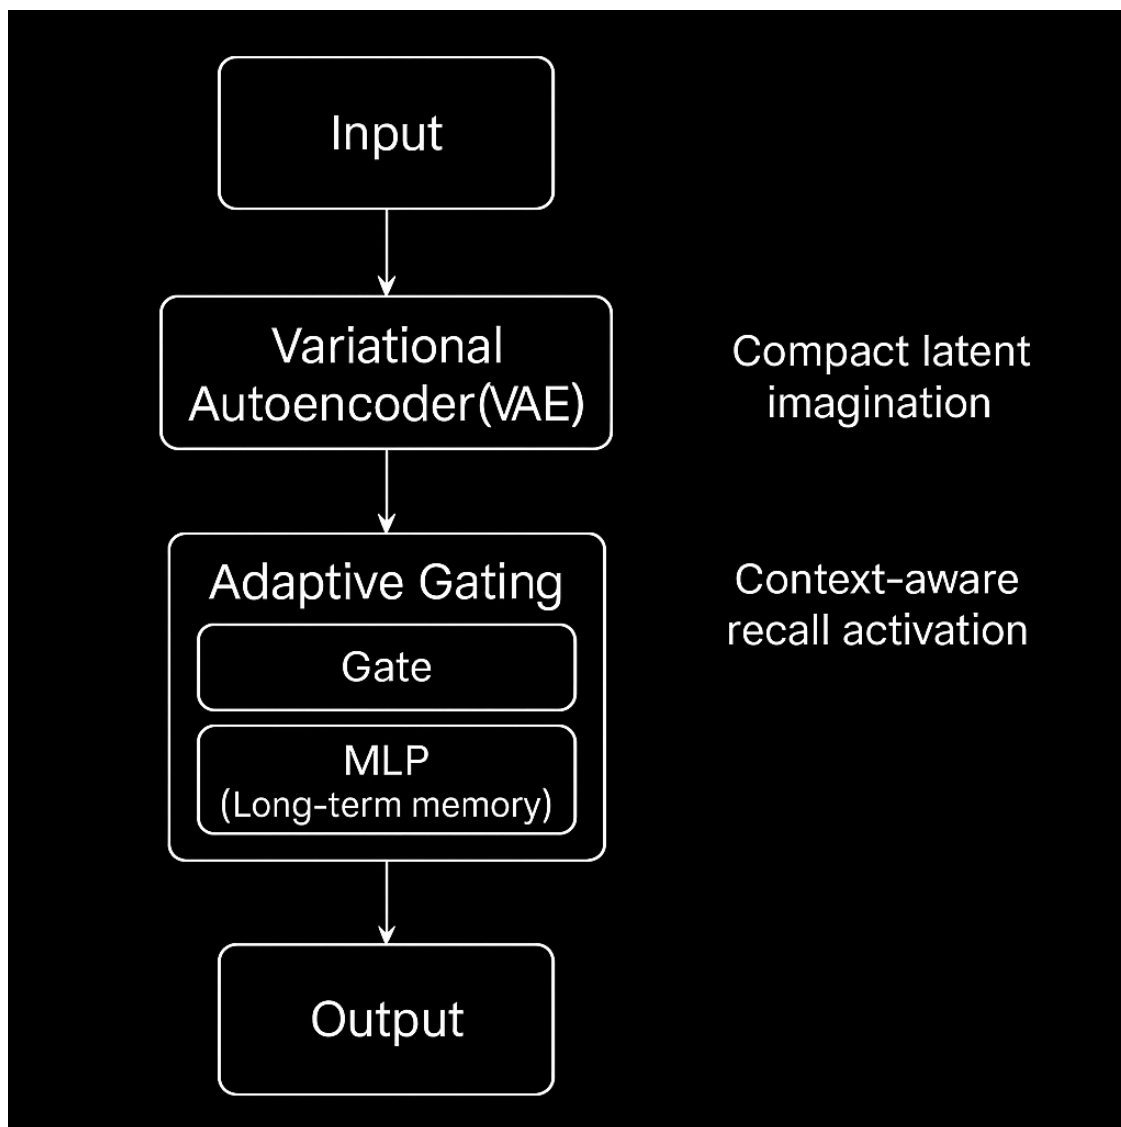 Input
Variational
Autoencoder(VAE)
Compact latent
imagination
Adaptive Gating
Gate
MLP
(Long-term memory)
Context-aware
recall activation
Output